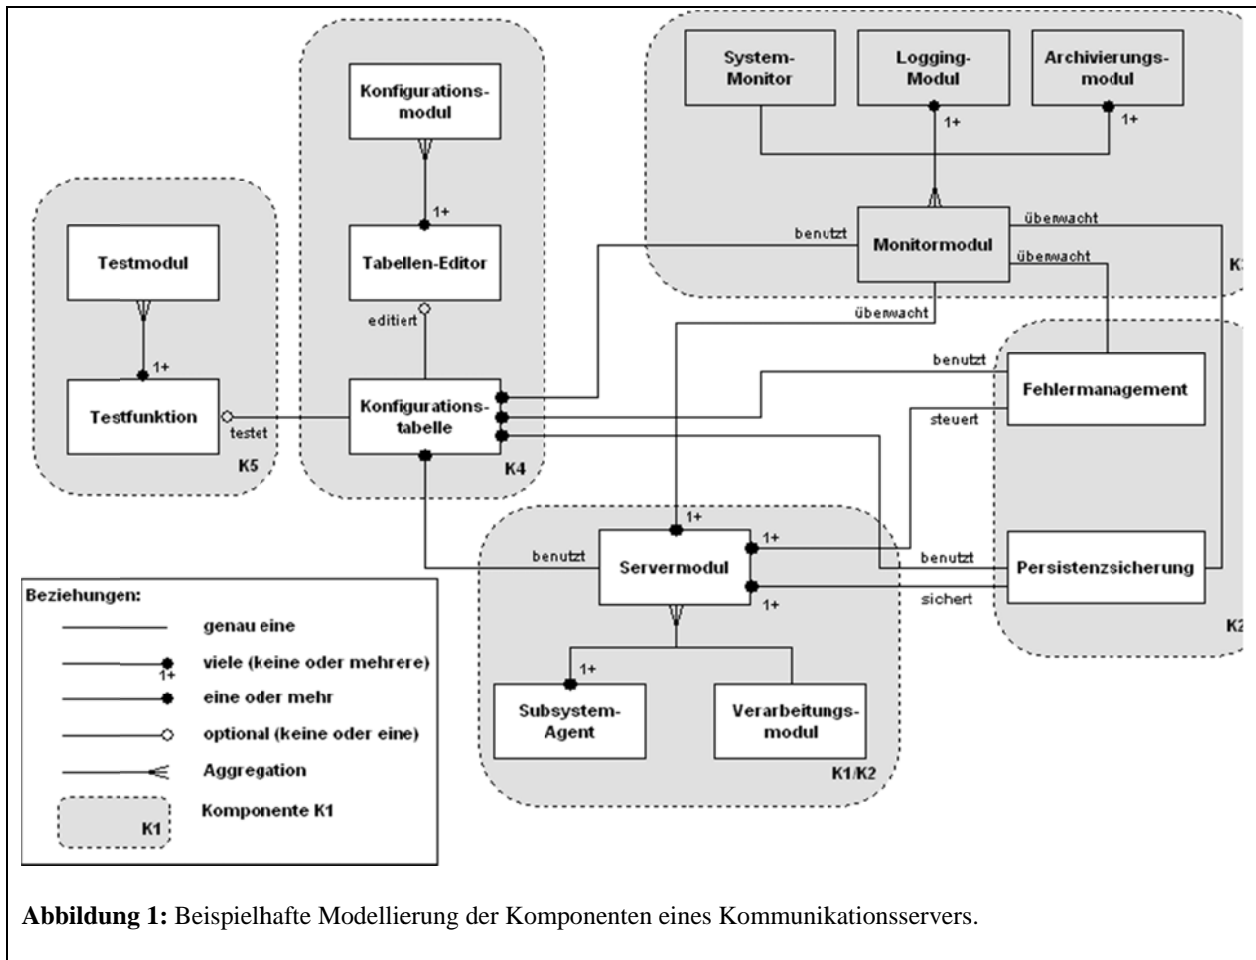 System-
Monitor
Logging-
Modul
1+
Archivierungs-
modul
1+
Monitormodul
benutzt
überwacht
überwacht
überwacht
K3
Konfigurations-
modul
1+
Tabellen-Editor
editiert
Konfigurations-
tabelle
K4
Testmodul
1+
Testfunktion
testet
K5
benutzt
Fehlermanagement
steuert
benutzt
Persistenzsicherung
sichert
K2
1+
1+
1+
benutzt
Servermodul
1+
Subsystem-
Agent
Verarbeitungs-
modul
K1/K2
Beziehungen:
genau eine
viele (keine oder mehrere)
1+
eine oder mehr
optional (keine oder eine)
Aggregation
Komponente K1
K1
Abbildung 1: Beispielhafte Modellierung der Komponenten eines Kommunikationsservers.